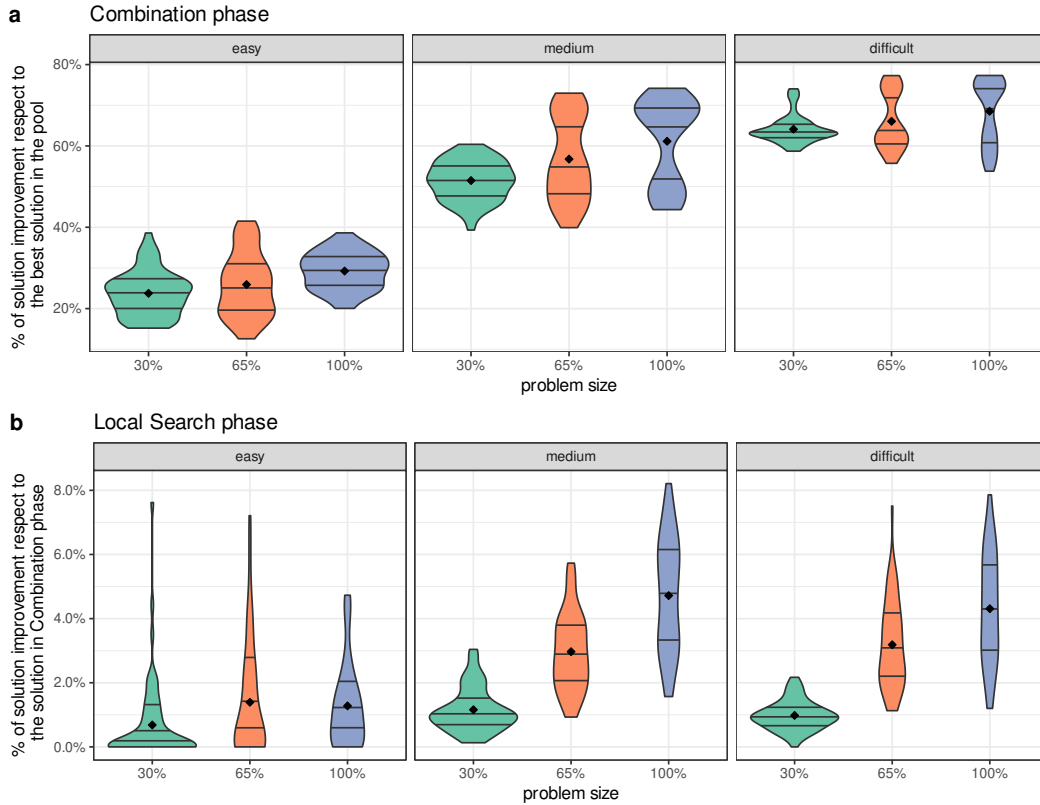 a
Combination phase
easy
medium
difficult
% of solution improvement respect to
the best solution in the pool
80%
60%
40%
20%
30%
65%
100%
30%
65%
100%
30%
65%
100%
problem size
b
Local Search phase
easy
medium
difficult
% of solution improvement respect to
the solution in Combination phase
8.0%
6.0%
4.0%
2.0%
0.0%
30%
65%
100%
30%
65%
100%
30%
65%
100%
problem size